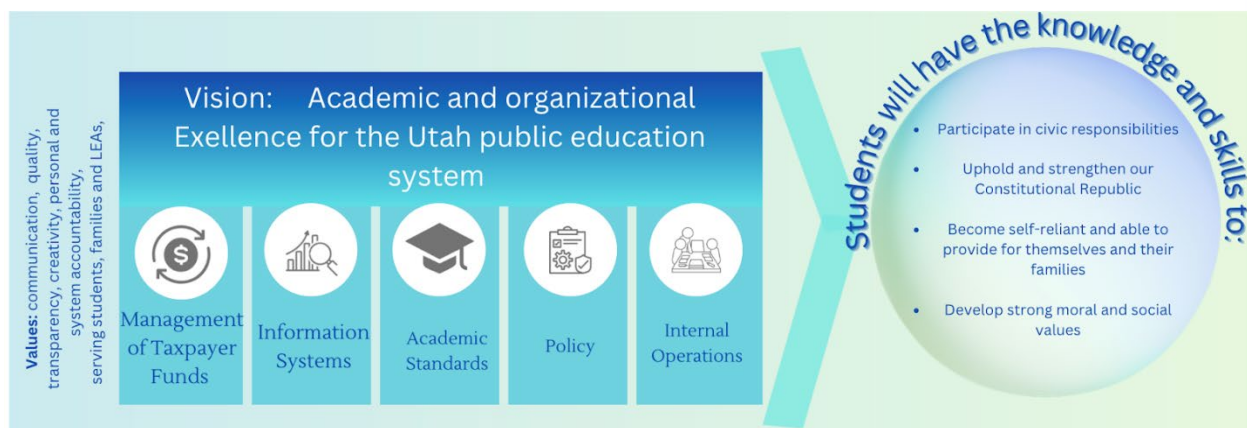 Values: communication, quality,
transparency, creativity, personal and
system accountability,
serving students, families and LEAs,
Vision: Academic and organizational
Exellence for the Utah public education
system
Management
of Taxpayer
Funds
Information
Systems
Academic
Standards
Policy
Internal
Operations
Students will have the knowledge and skills to:
• Participate in civic responsibilities
• Uphold and strengthen our
Constitutional Republic
• Become self-reliant and able to
provide for themselves and their
families
• Develop strong moral and social
values